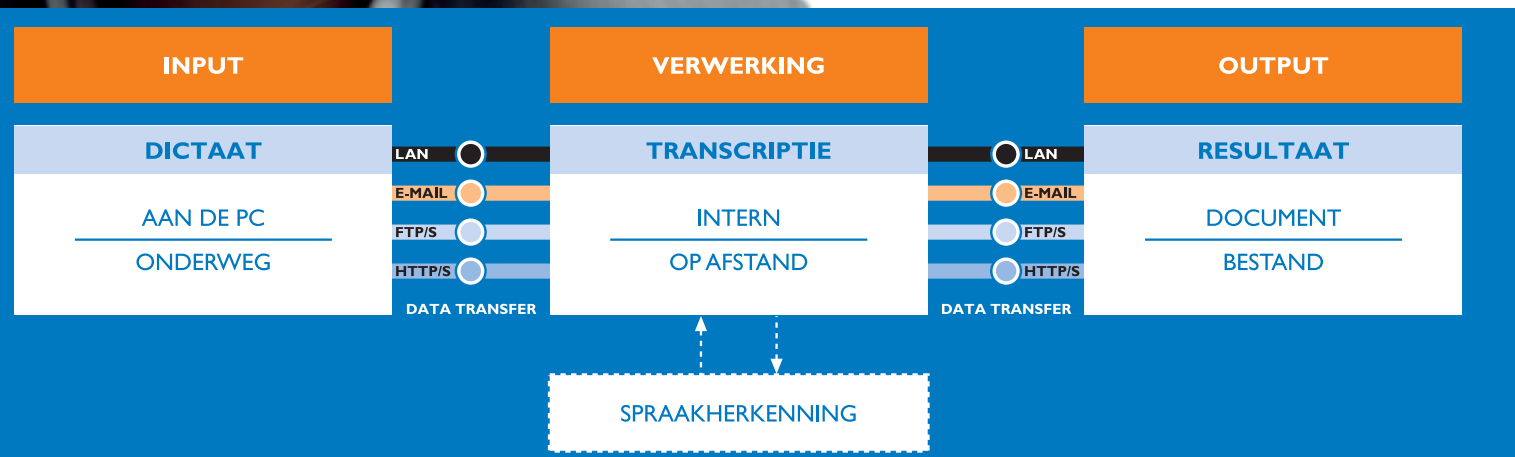 INPUT
VERWERKING
OUTPUT
DICTAAT
AAN DE PC
ONDERWEG
LAN
E-MAIL
FTP/S
HTTP/S
DATA TRANSFER
TRANSCRIPTIE
INTERN
OP AFSTAND
LAN
E-MAIL
FTP/S
HTTP/S
DATA TRANSFER
RESULTAAT
DOCUMENT
BESTAND
SPRAAKHERKENNING